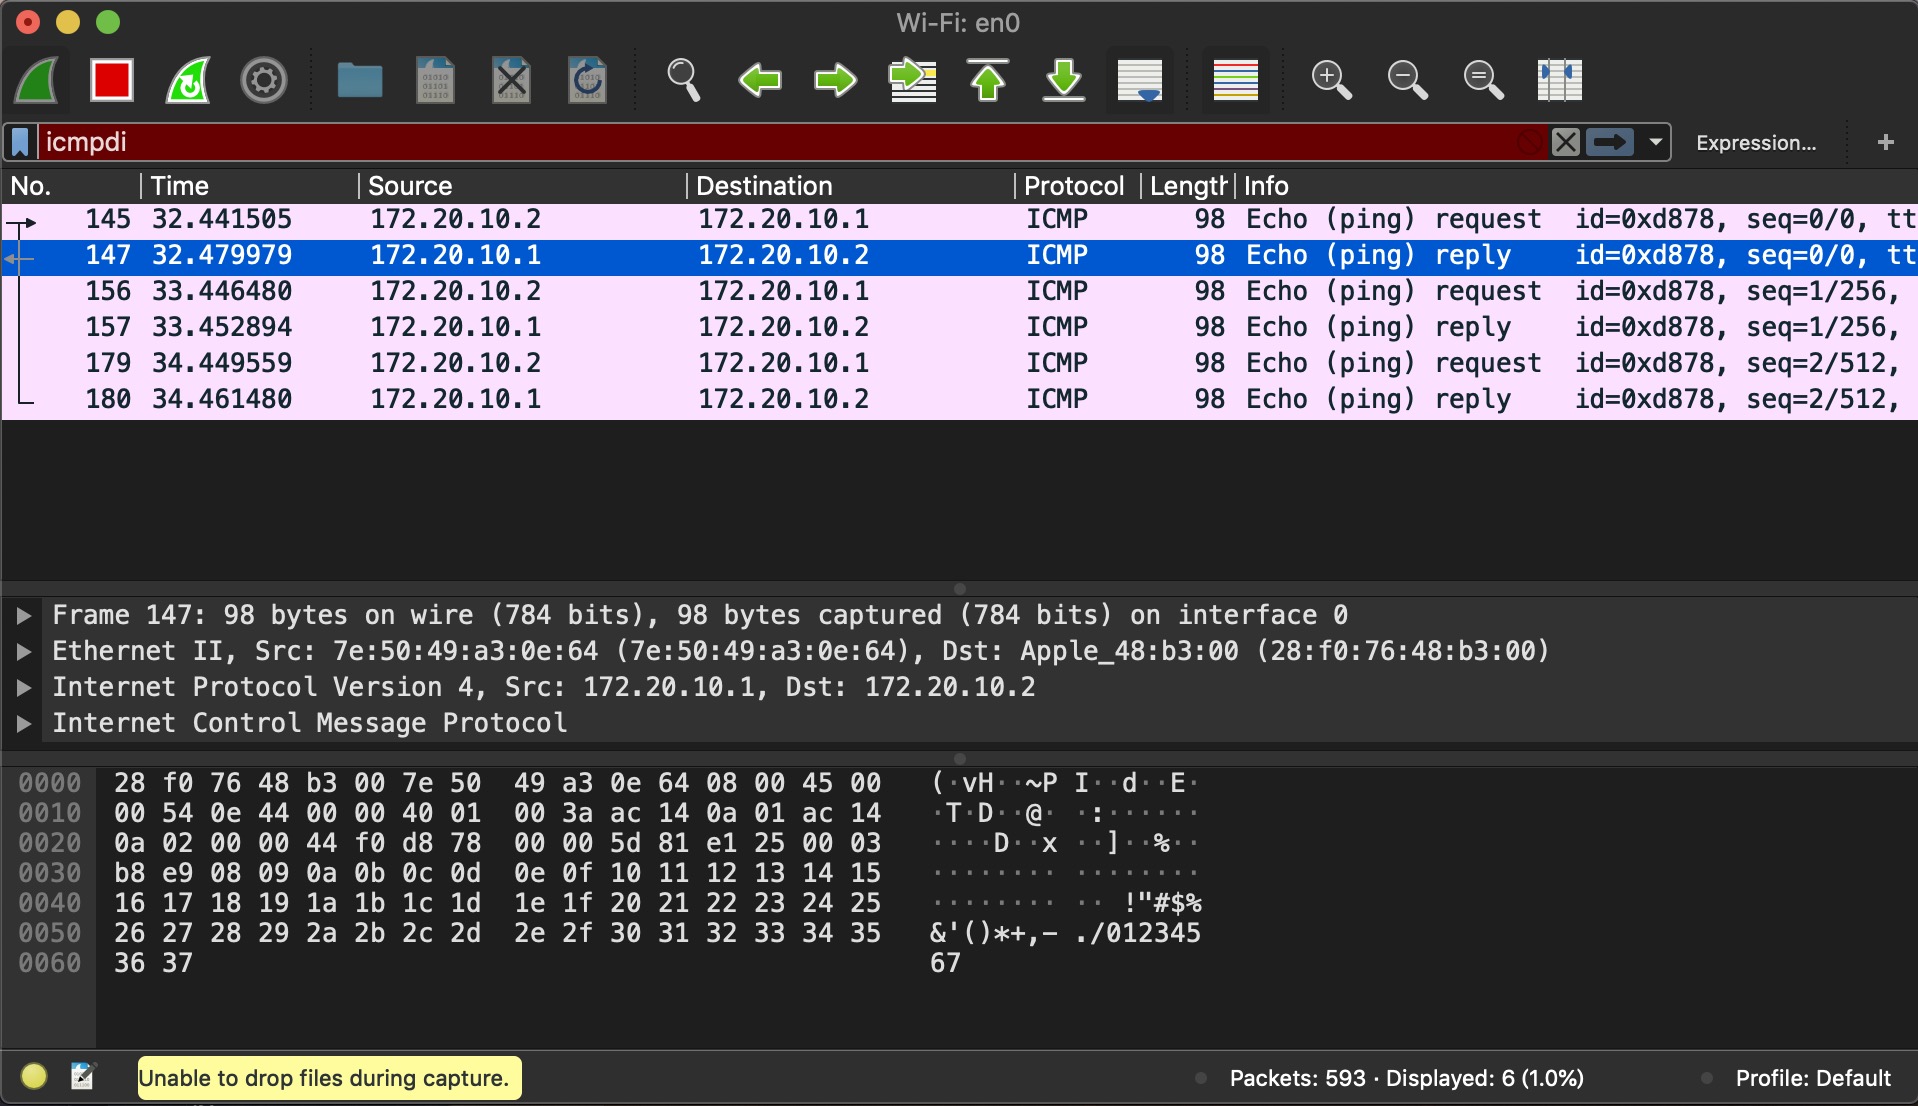 Wi-Fi: en0
icmpdi
Expression...
+
No. Time Source Destination Protocol Length Info
145 32.441505 172.20.10.2 172.20.10.1 ICMP 98 Echo (ping) request id=0xd878, seq=0/0, tt
147 32.479979 172.20.10.1 172.20.10.2 ICMP 98 Echo (ping) reply id=0xd878, seq=0/0, tt
156 33.446480 172.20.10.2 172.20.10.1 ICMP 98 Echo (ping) request id=0xd878, seq=1/256,
157 33.452894 172.20.10.1 172.20.10.2 ICMP 98 Echo (ping) reply id=0xd878, seq=1/256,
179 34.449559 172.20.10.2 172.20.10.1 ICMP 98 Echo (ping) request id=0xd878, seq=2/512,
180 34.461480 172.20.10.1 172.20.10.2 ICMP 98 Echo (ping) reply id=0xd878, seq=2/512,
Frame 147: 98 bytes on wire (784 bits), 98 bytes captured (784 bits) on interface 0
Ethernet II, Src: 7e:50:49:a3:0e:64 (7e:50:49:a3:0e:64), Dst: Apple_48:b3:00 (28:f0:76:48:b3:00)
Internet Protocol Version 4, Src: 172.20.10.1, Dst: 172.20.10.2
Internet Control Message Protocol
0000 28 f0 76 48 b3 00 7e 50 49 a3 0e 64 08 00 45 00 (·vH··~P I··d··E·
0010 00 54 0e 44 00 00 40 01 00 3a ac 14 0a 01 ac 14 ·T·D··@· ·:······
0020 0a 02 00 00 44 f0 d8 78 00 00 5d 81 e1 25 00 03 ····D··x ··]··%··
0030 b8 e9 08 09 0a 0b 0c 0d 0e 0f 10 11 12 13 14 15 ········ ········
0040 16 17 18 19 1a 1b 1c 1d 1e 1f 20 21 22 23 24 25 ········ ·· !"#$%
0050 26 27 28 29 2a 2b 2c 2d 2e 2f 30 31 32 33 34 35 &'()*+,- ./012345
0060 36 37 67
Unable to drop files during capture. Packets: 593 · Displayed: 6 (1.0%) Profile: Default